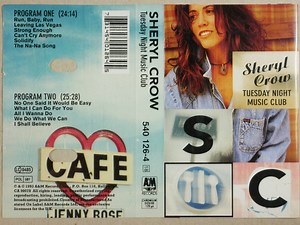 PROGRAM ONE (24:14)
Run, Baby, Run
Leaving Las Vegas
Strong Enough
Can't Cry Anymore
Solidify
The Na-Na Song
PROGRAM TWO (25:28)
No One Said It Would Be Easy
What I Can Do For You
All I Wanna Do
We Do What We Can
I Shall Believe
CAFE
JENNY ROSE
SHERYL CROW
Tuesday Night Music Club
540 126-4
A&M
RECORDS
Sheryl
Crow
TUESDAY NIGHT
MUSIC CLUB
S
C